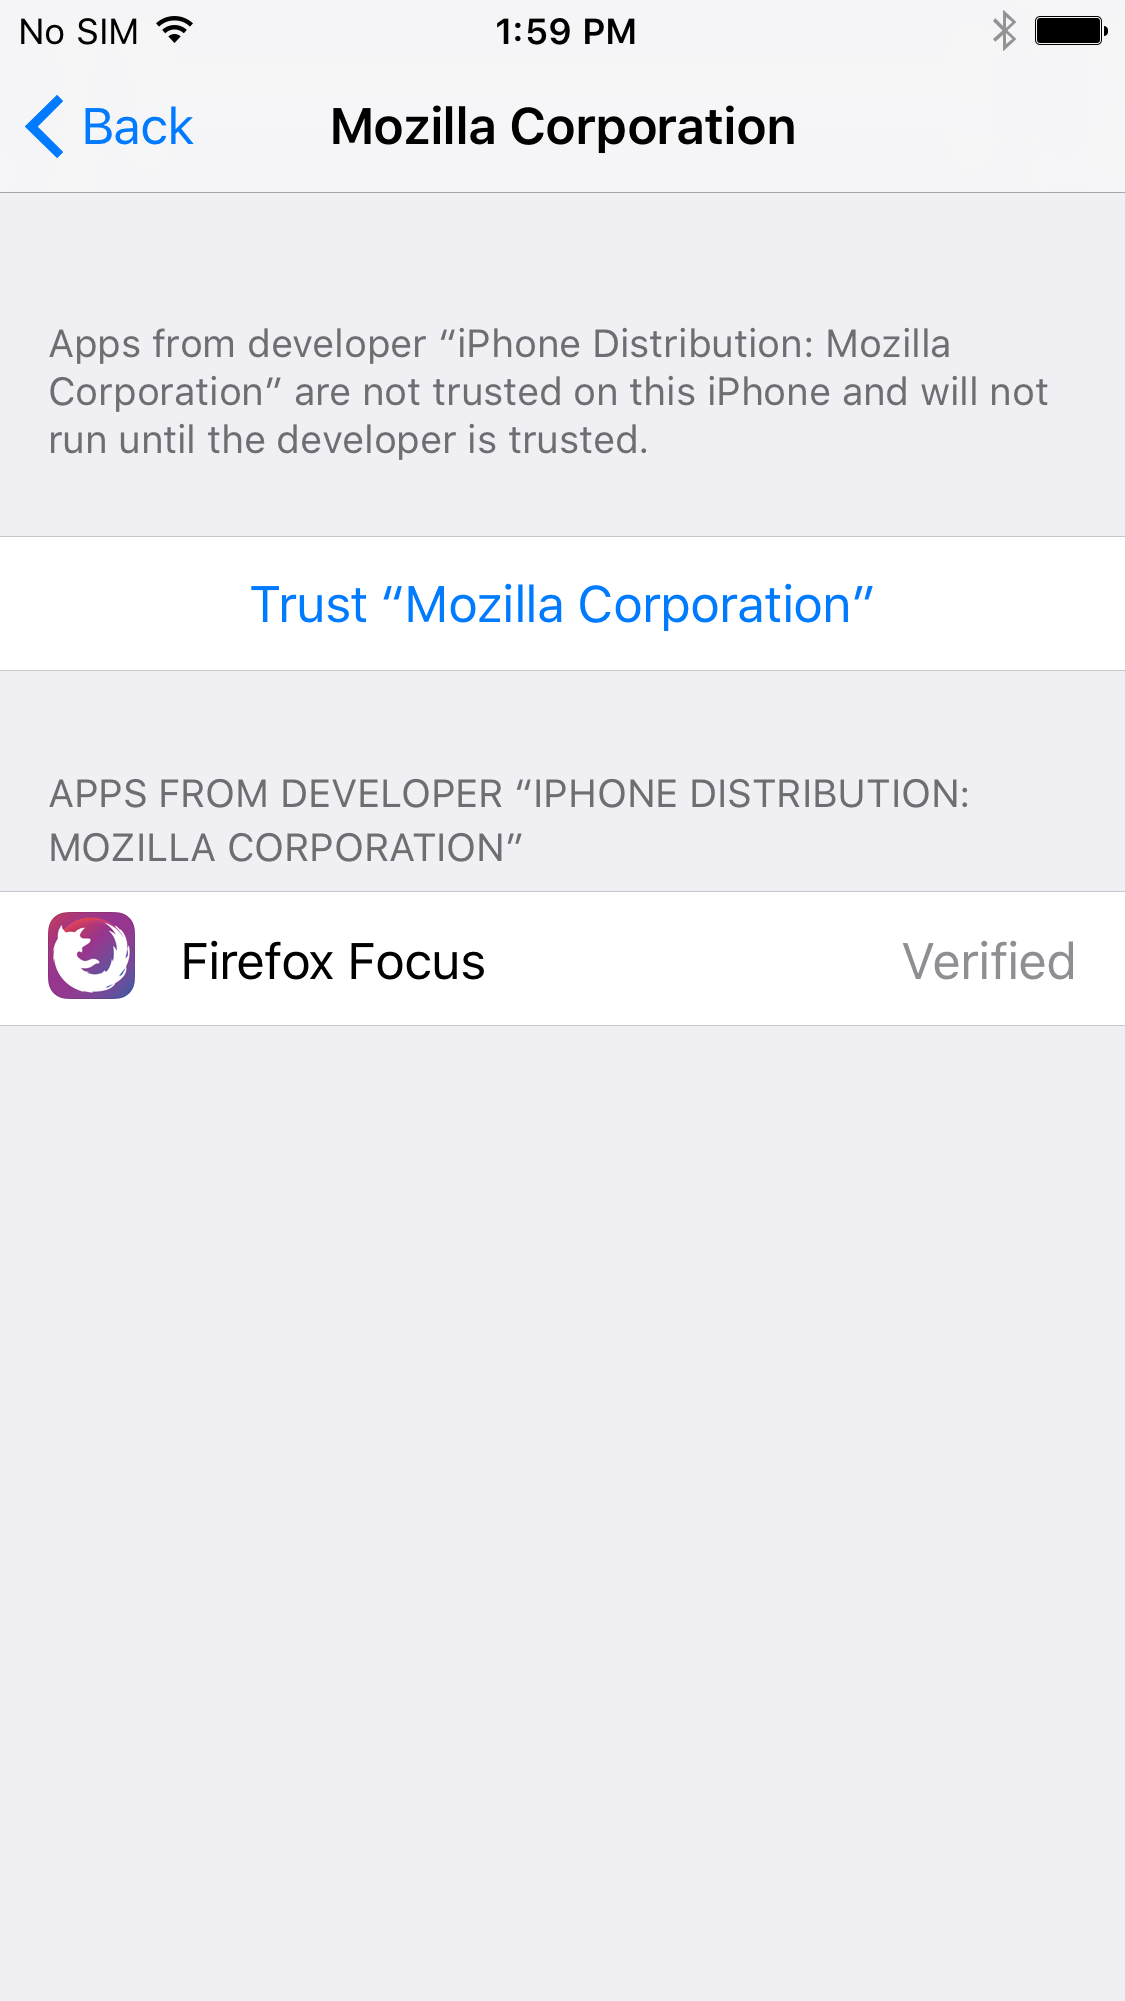 No SIM 1:59 PM
Back Mozilla Corporation
Apps from developer “iPhone Distribution: Mozilla
Corporation” are not trusted on this iPhone and will not
run until the developer is trusted.
Trust “Mozilla Corporation”
APPS FROM DEVELOPER “IPHONE DISTRIBUTION:
MOZILLA CORPORATION”
Firefox Focus Verified